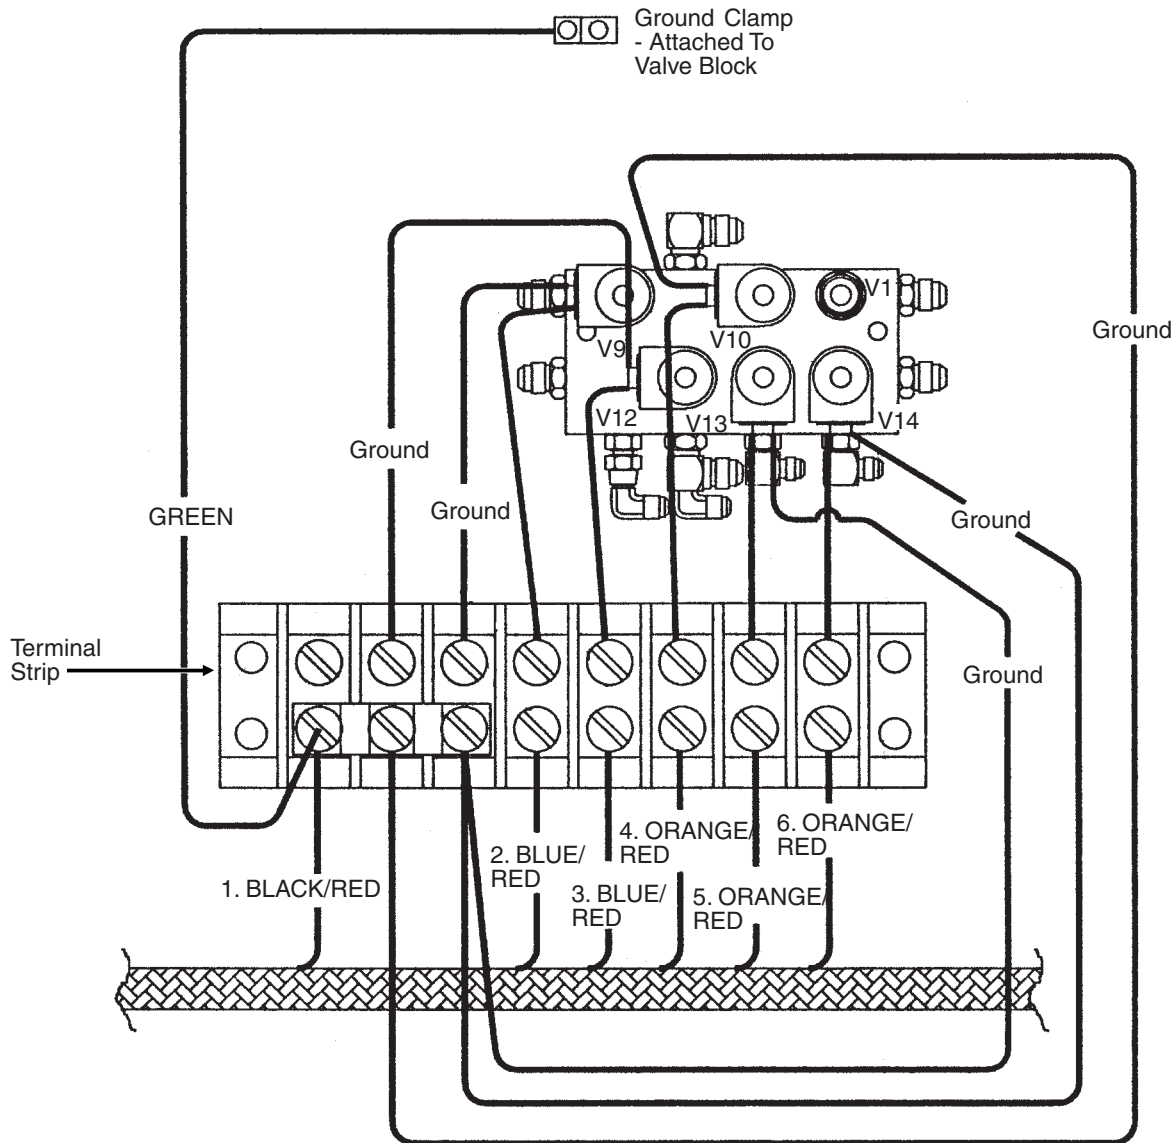 Ground Clamp
- Attached To
Valve Block
Ground
V11
V9
V10
V12
V13
V14
Ground
Ground
Ground
GREEN
Terminal
Strip
Ground
1. BLACK/RED
2. BLUE/
RED
3. BLUE/
RED
4. ORANGE/
RED
5. ORANGE/
RED
6. ORANGE/
RED